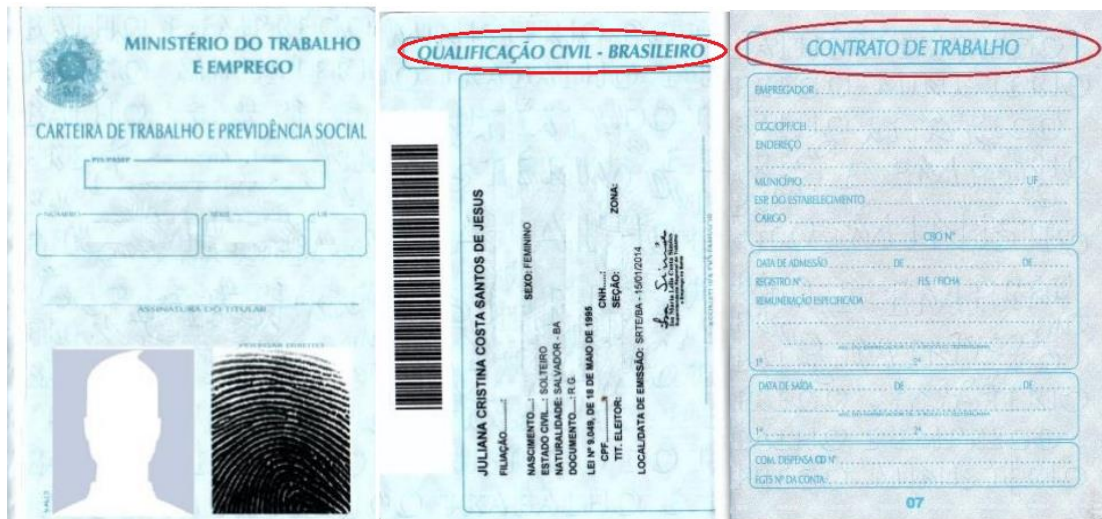 MINISTÉRIO DO TRABALHO
E EMPREGO
CARTEIRA DE TRABALHO E PREVIDÊNCIA SOCIAL
PIS/PASEP
NÚMERO SÉRIE UF
ASSINATURA DO TITULAR
POLEGAR DIREITO
QUALIFICAÇÃO CIVIL - BRASILEIRO
JULIANA CRISTINA COSTA SANTOS DE JESUS
FILIAÇÃO......:
NASCIMENTO....: SEXO: FEMININO
ESTADO CIVIL...: SOLTEIRO
NATURALIDADE: SALVADOR - BA
DOCUMENTO....: R.G.
LEI Nº 9.049, DE 18 DE MAIO DE 1995
CPF............: CNH....:
TIT. ELEITOR: SEÇÃO: ZONA:
LOCAL/DATA DE EMISSÃO: SRTE/BA - 15/01/2014
CONTRATO DE TRABALHO
EMPREGADOR
CGC/CPF/CEI
ENDEREÇO
MUNICÍPIO UF
ESP. DO ESTABELECIMENTO
CARGO
CBO Nº
DATA DE ADMISSÃO DE DE
REGISTRO Nº FLS. / FICHA
REMUNERAÇÃO ESPECIFICADA
1º 2º
DATA DE SAÍDA DE DE
1º 2º
COM. DISPENSA CD Nº
FGTS Nº DA CONTA
07